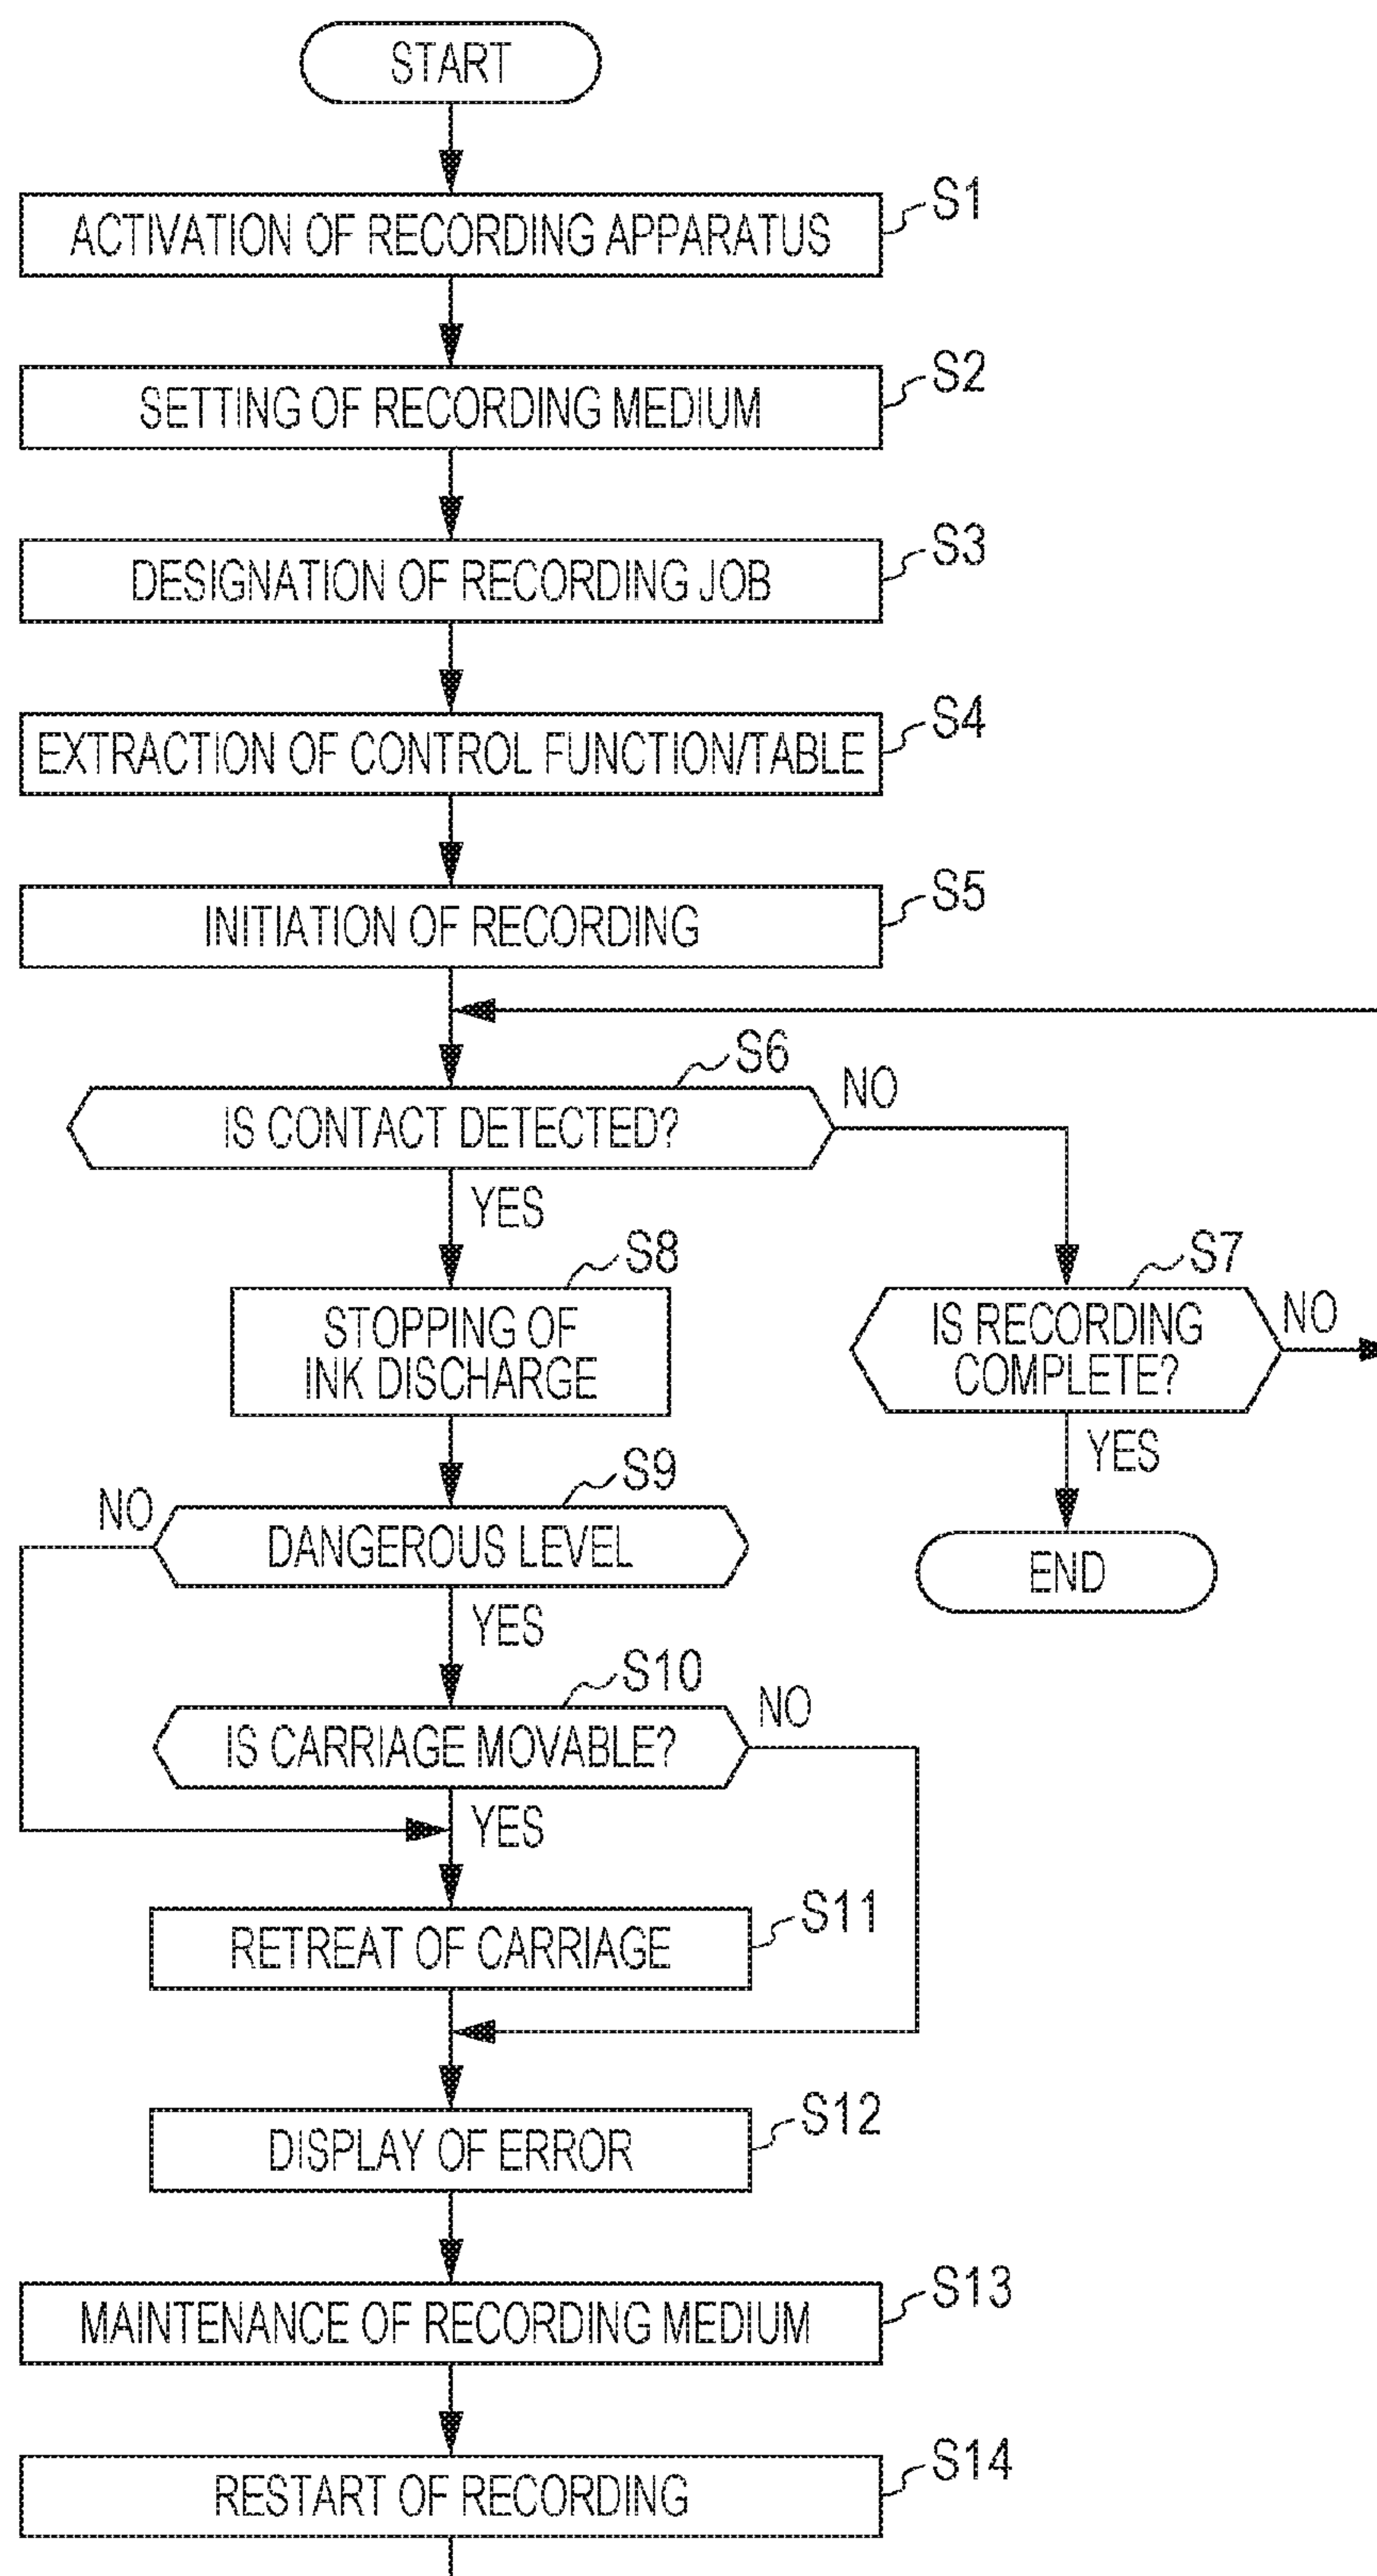 START
ACTIVATION OF RECORDING APPARATUS
S1
SETTING OF RECORDING MEDIUM
S2
DESIGNATION OF RECORDING JOB
S3
EXTRACTION OF CONTROL FUNCTION/TABLE
S4
INITIATION OF RECORDING
S5
S6
IS CONTACT DETECTED?
NO
YES
S8
STOPPING OF
INK DISCHARGE
S7
IS RECORDING
COMPLETE?
NO
YES
END
S9
NO
DANGEROUS LEVEL
YES
S10
IS CARRIAGE MOVABLE?
NO
YES
S11
RETREAT OF CARRIAGE
S12
DISPLAY OF ERROR
S13
MAINTENANCE OF RECORDING MEDIUM
S14
RESTART OF RECORDING